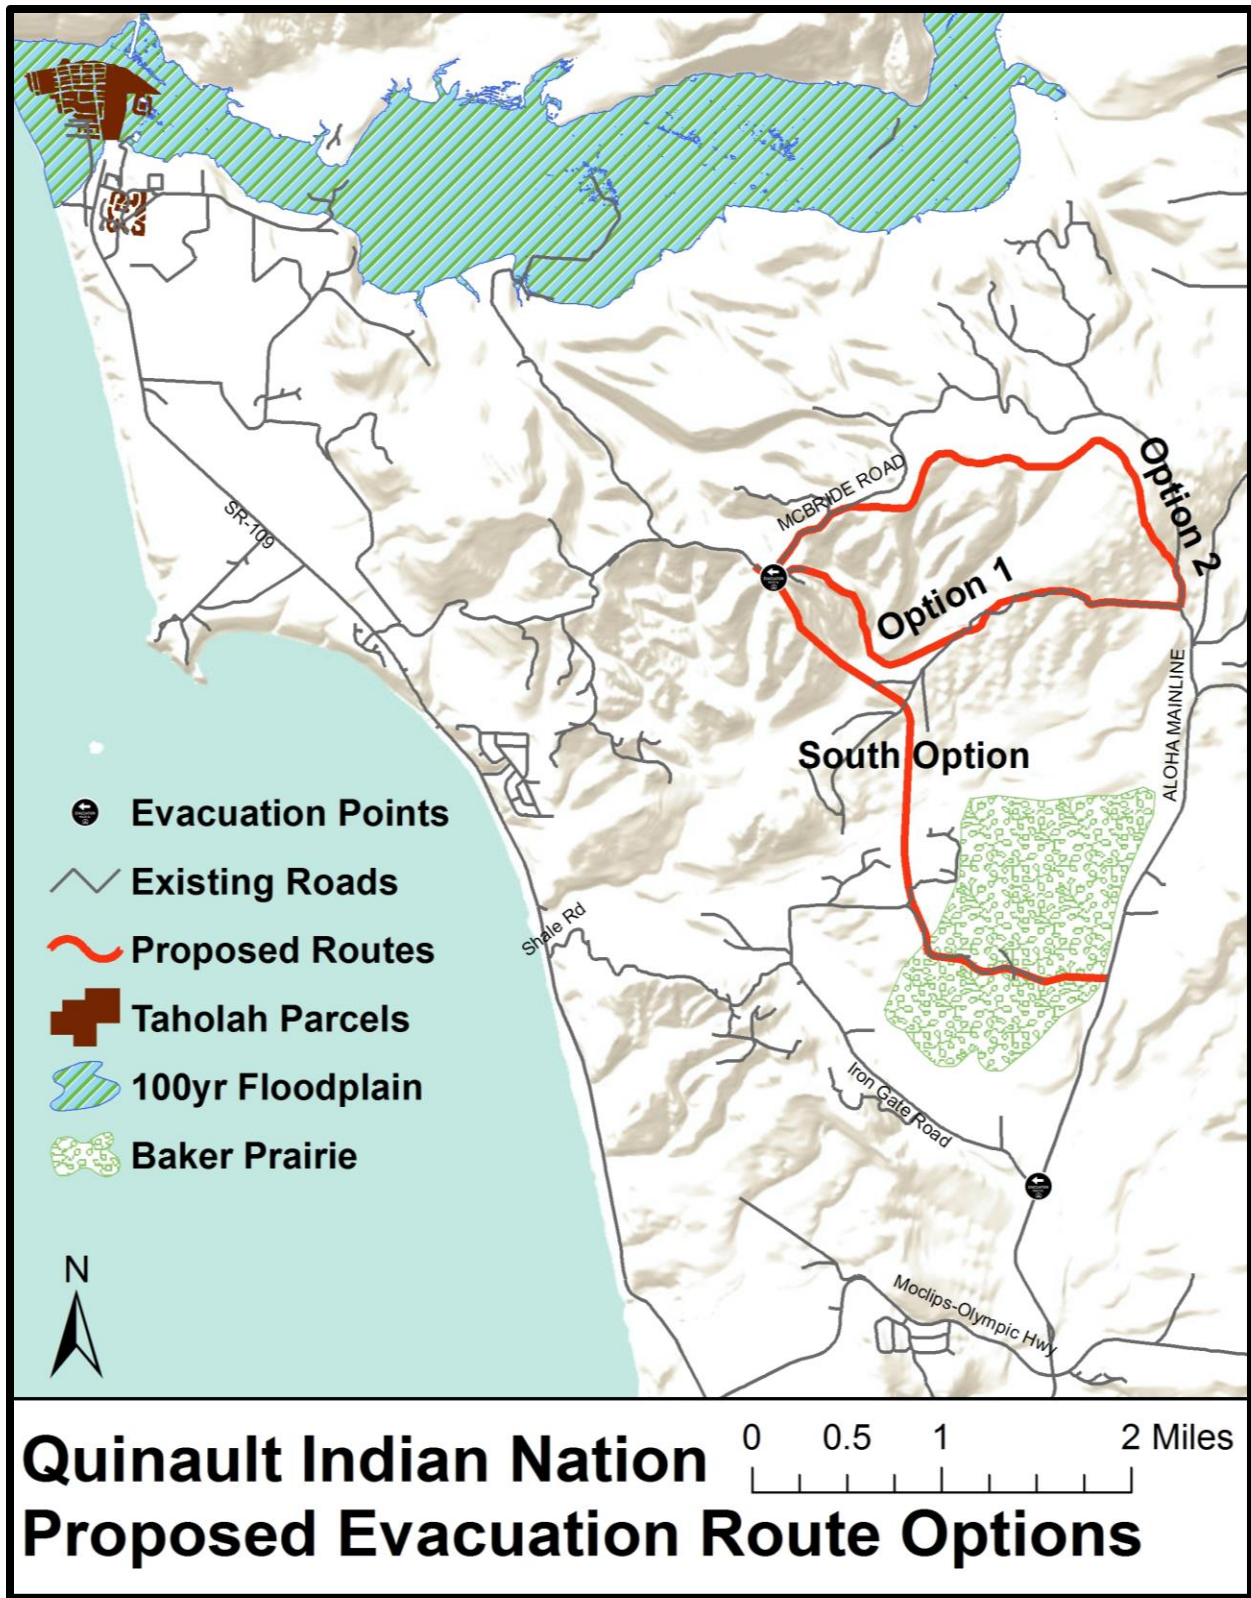 MCBRIDE ROAD
Option 2
SR-109
Option 1
ALOHA MAINLINE
South Option
Evacuation Points
Existing Roads
Shale Rd
Proposed Routes
Taholah Parcels
100yr Floodplain
Iron Gate Road
Baker Prairie
N
Moclips-Olympic Hwy
Quinault Indian Nation
Proposed Evacuation Route Options
0 0.5 1 2 Miles